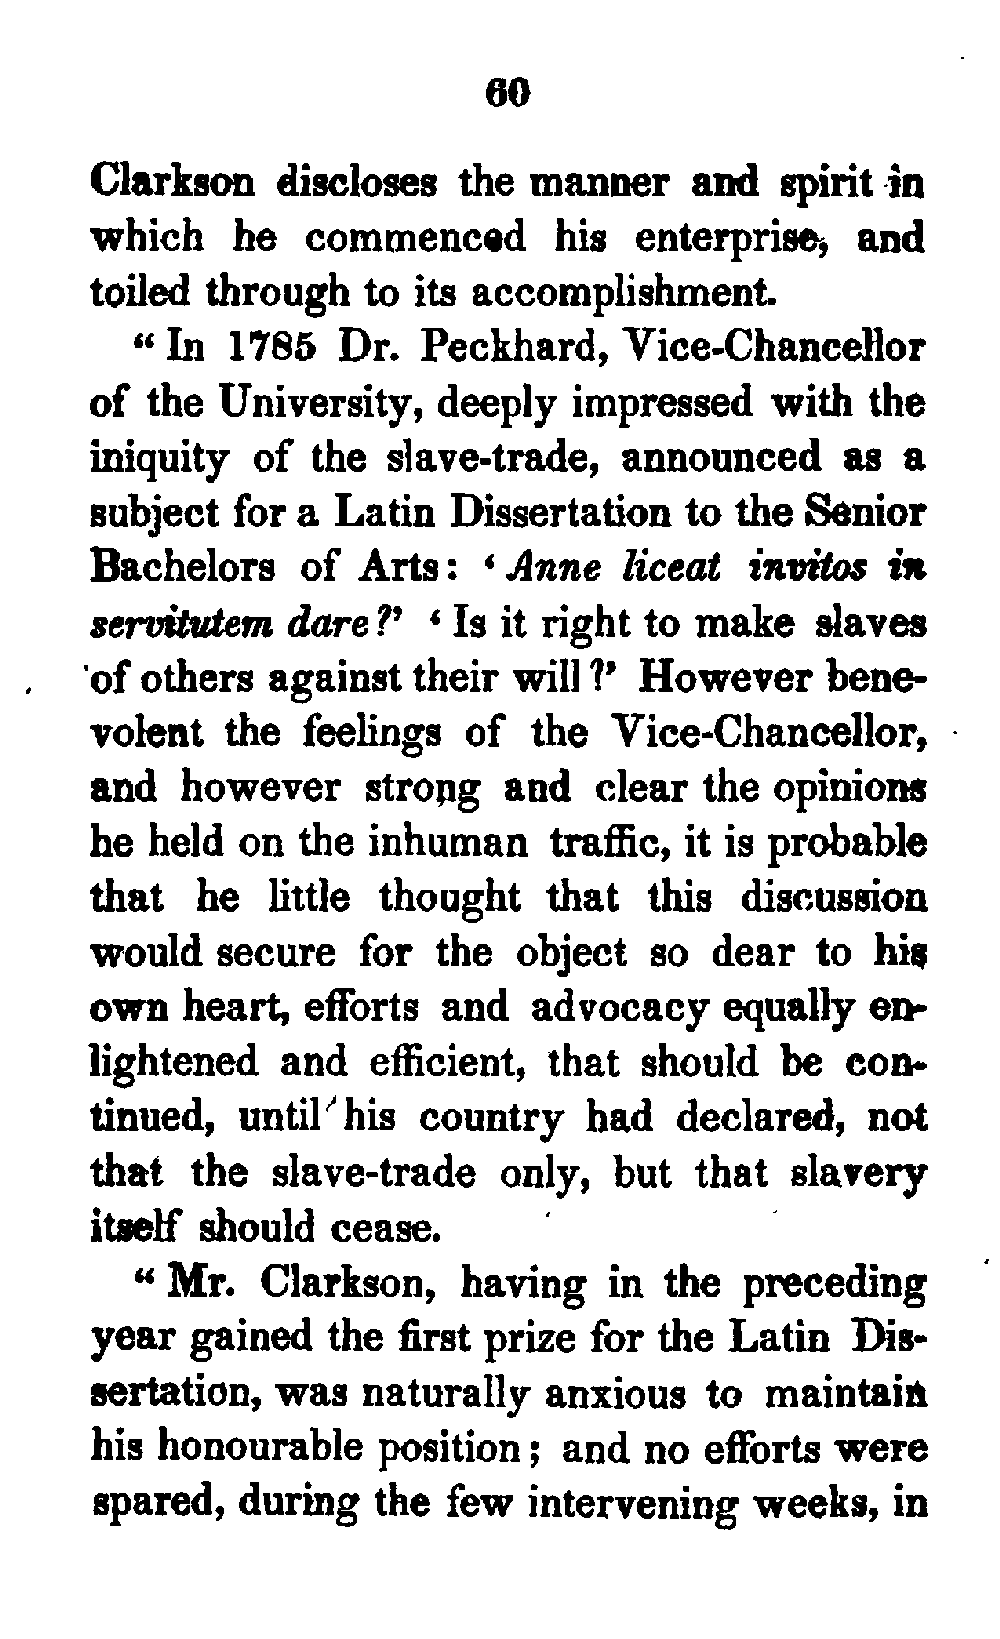 60
Clarkson discloses the manner and spirit in
which he commenced his enterprise, and
toiled through to its accomplishment.
“ In 1785 Dr. Peckhard, Vice-Chancellor
of the University, deeply impressed with the
iniquity of the slave-trade, announced as a
subject for a Latin Dissertation to the Senior
Bachelors of Arts: ‘ Anne liceat invitos in
servitutem dare?’ ‘ Is it right to make slaves
of others against their will?’ However bene-
volent the feelings of the Vice-Chancellor,
and however strong and clear the opinions
he held on the inhuman traffic, it is probable
that he little thought that this discussion
would secure for the object so dear to his
own heart, efforts and advocacy equally en-
lightened and efficient, that should be con-
tinued, until his country had declared, not
that the slave-trade only, but that slavery
itself should cease.
“ Mr. Clarkson, having in the preceding
year gained the first prize for the Latin Dis-
sertation, was naturally anxious to maintain
his honourable position; and no efforts were
spared, during the few intervening weeks, in